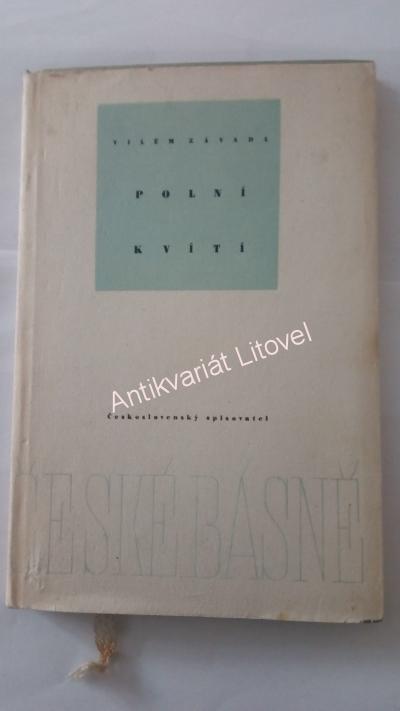 VILÉM ZÁVADA
POLNÍ
KVÍTÍ
Antikvariát Litovel
Československý spisovatel
ČESKÉ BÁSNĚ